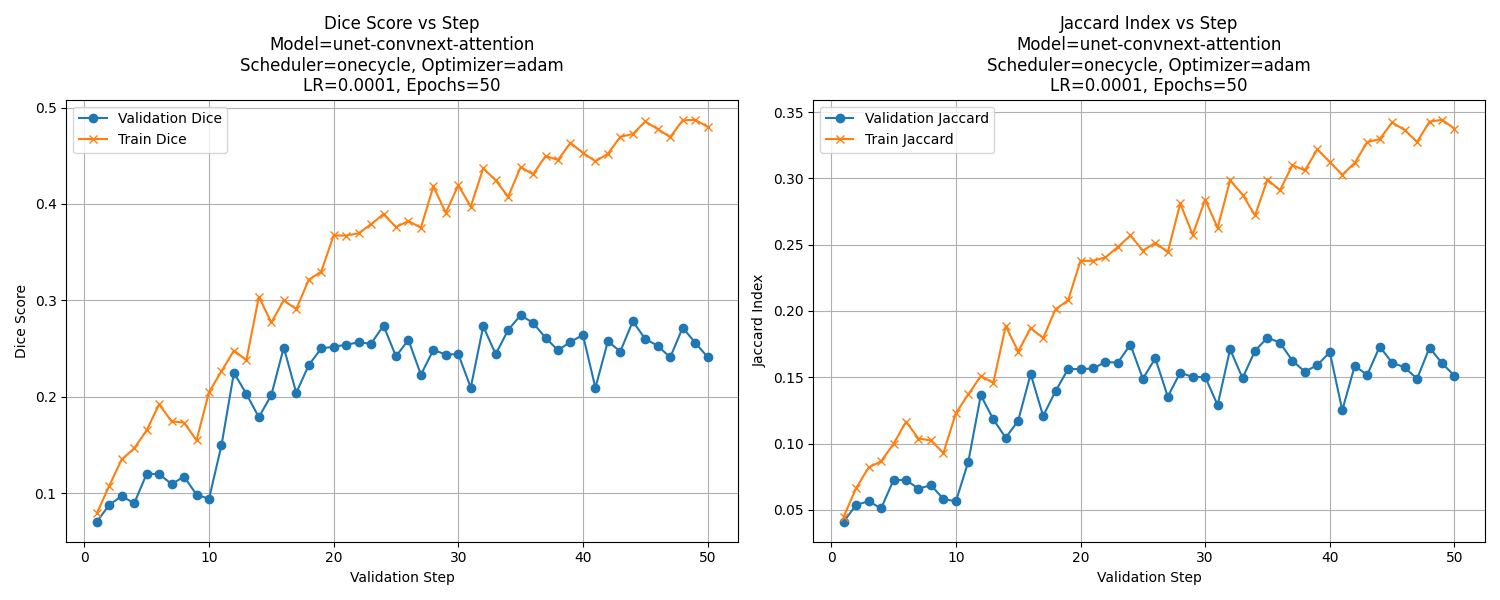 Dice Score vs Step
Model=unet-convnext-attention
Scheduler=onecycle, Optimizer=adam
LR=0.0001, Epochs=50
Validation Dice
Train Dice
0.5
0.4
0.3
0.2
0.1
Dice Score
0
10
20
30
40
50
Validation Step
Jaccard Index vs Step
Model=unet-convnext-attention
Scheduler=onecycle, Optimizer=adam
LR=0.0001, Epochs=50
Validation Jaccard
Train Jaccard
0.35
0.30
0.25
0.20
0.15
0.10
0.05
Jaccard Index
0
10
20
30
40
50
Validation Step